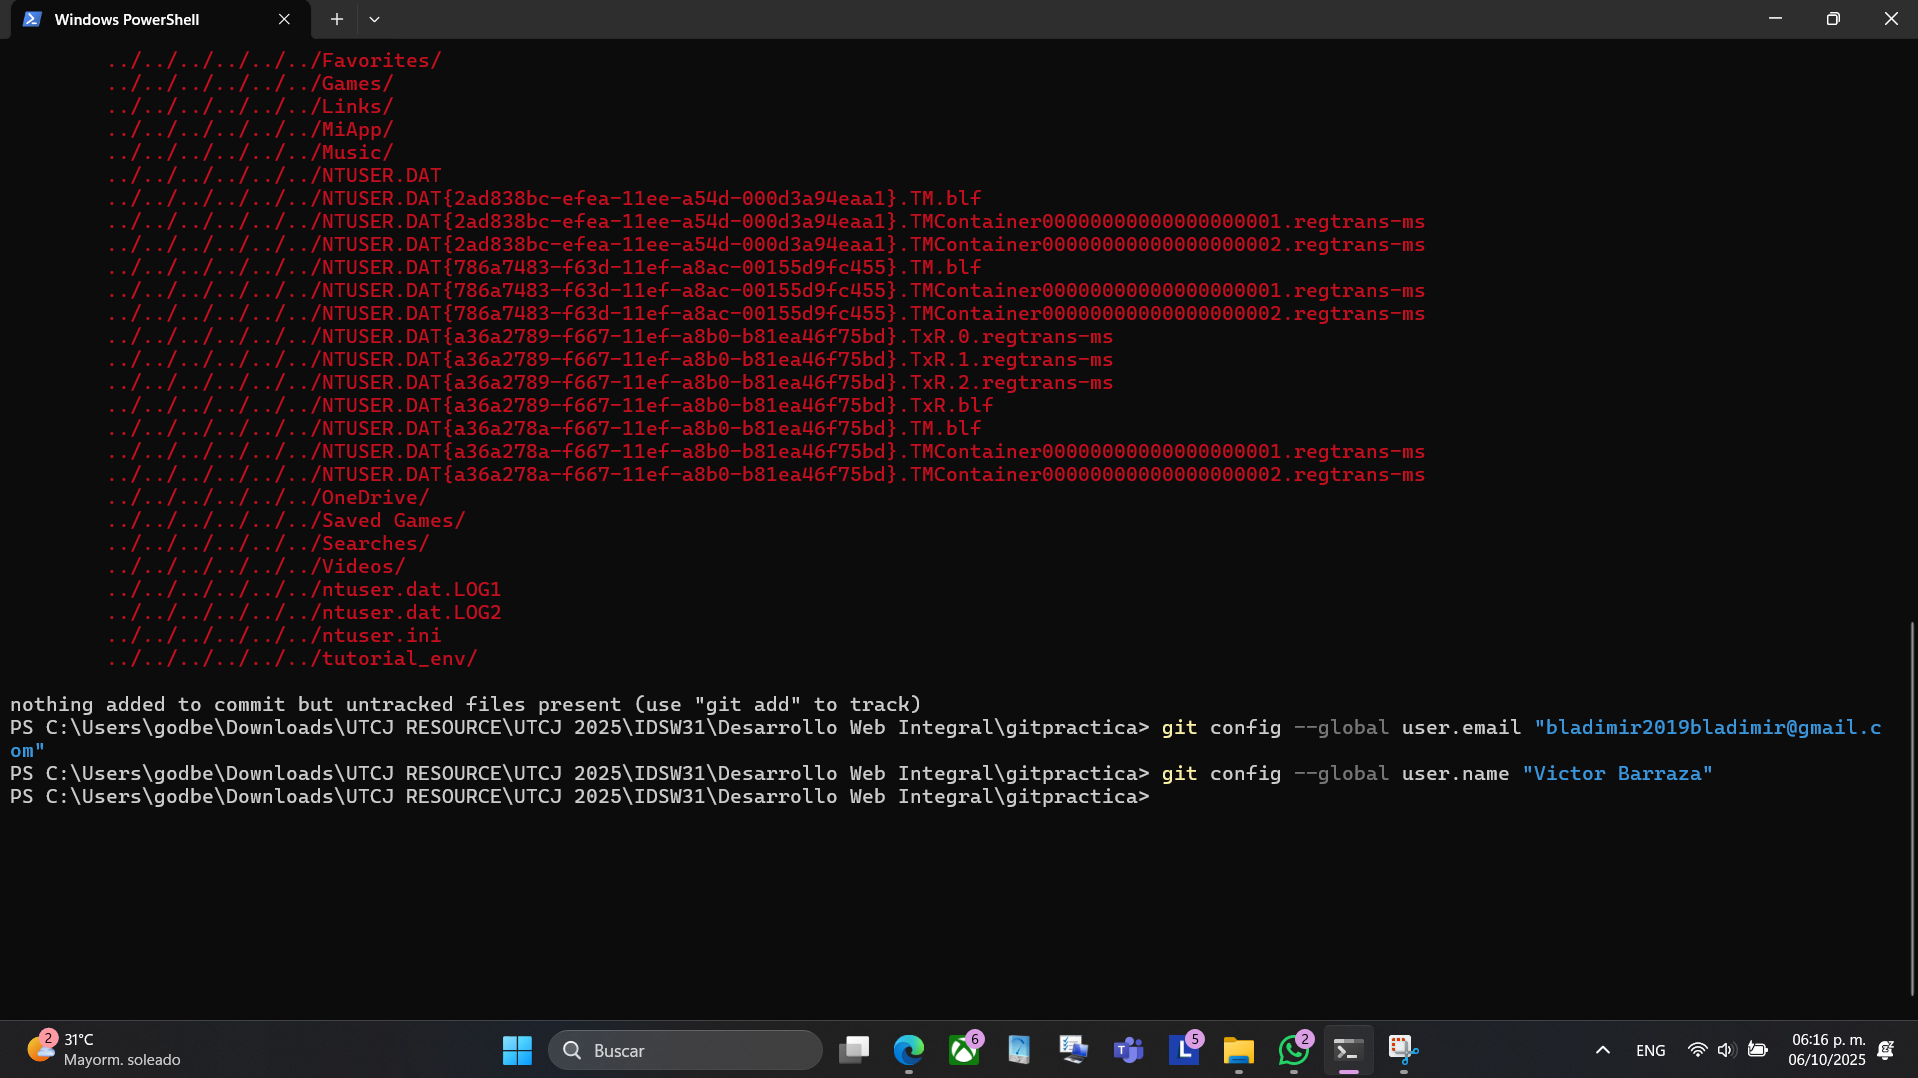 Windows PowerShell
../../../../../../Favorites/
../../../../../../Games/
../../../../../../Links/
../../../../../../MiApp/
../../../../../../Music/
../../../../../../NTUSER.DAT
../../../../../../NTUSER.DAT{2ad838bc-efea-11ee-a54d-000d3a94eaa1}.TM.blf
../../../../../../NTUSER.DAT{2ad838bc-efea-11ee-a54d-000d3a94eaa1}.TMContainer00000000000000000001.regtrans-ms
../../../../../../NTUSER.DAT{2ad838bc-efea-11ee-a54d-000d3a94eaa1}.TMContainer00000000000000000002.regtrans-ms
../../../../../../NTUSER.DAT{786a7483-f63d-11ef-a8ac-00155d9fc455}.TM.blf
../../../../../../NTUSER.DAT{786a7483-f63d-11ef-a8ac-00155d9fc455}.TMContainer00000000000000000001.regtrans-ms
../../../../../../NTUSER.DAT{786a7483-f63d-11ef-a8ac-00155d9fc455}.TMContainer00000000000000000002.regtrans-ms
../../../../../../NTUSER.DAT{a36a2789-f667-11ef-a8b0-b81ea46f75bd}.TxR.0.regtrans-ms
../../../../../../NTUSER.DAT{a36a2789-f667-11ef-a8b0-b81ea46f75bd}.TxR.1.regtrans-ms
../../../../../../NTUSER.DAT{a36a2789-f667-11ef-a8b0-b81ea46f75bd}.TxR.2.regtrans-ms
../../../../../../NTUSER.DAT{a36a2789-f667-11ef-a8b0-b81ea46f75bd}.TxR.blf
../../../../../../NTUSER.DAT{a36a278a-f667-11ef-a8b0-b81ea46f75bd}.TM.blf
../../../../../../NTUSER.DAT{a36a278a-f667-11ef-a8b0-b81ea46f75bd}.TMContainer00000000000000000001.regtrans-ms
../../../../../../NTUSER.DAT{a36a278a-f667-11ef-a8b0-b81ea46f75bd}.TMContainer00000000000000000002.regtrans-ms
../../../../../../OneDrive/
../../../../../../Saved Games/
../../../../../../Searches/
../../../../../../Videos/
../../../../../../ntuser.dat.LOG1
../../../../../../ntuser.dat.LOG2
../../../../../../ntuser.ini
../../../../../../tutorial_env/
nothing added to commit but untracked files present (use "git add" to track)
PS C:\Users\godbe\Downloads\UTCJ RESOURCE\UTCJ 2025\IDSW31\Desarrollo Web Integral\gitpractica> git config --global user.email "bladimir2019bladimir@gmail.c
om"
PS C:\Users\godbe\Downloads\UTCJ RESOURCE\UTCJ 2025\IDSW31\Desarrollo Web Integral\gitpractica> git config --global user.name "Victor Barraza"
PS C:\Users\godbe\Downloads\UTCJ RESOURCE\UTCJ 2025\IDSW31\Desarrollo Web Integral\gitpractica>
2
31°C
Mayorm. soleado
Buscar
6
T
L
5
2
ENG
06:16 p. m.
06/10/2025